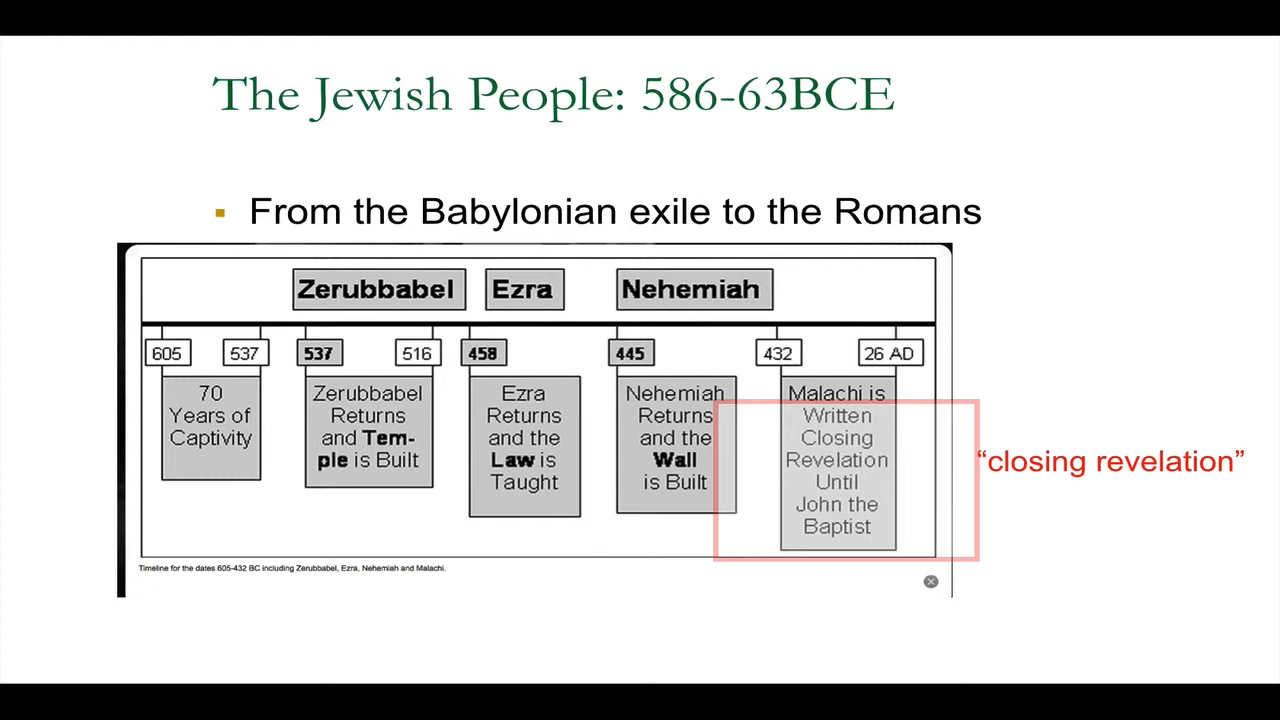 The Jewish People: 586-63BCE
▪ From the Babylonian exile to the Romans
Zerubbabel
Ezra
Nehemiah
605
537
537
516
458
445
432
26 AD
70
Years of
Captivity
Zerubbabel
Returns
and Tem-
ple is Built
Ezra
Returns
and the
Law is
Taught
Nehemiah
Returns
and the
Wall
is Built
Malachi is
Written
Closing
Revelation
Until
John the
Baptist
“closing revelation”
Timeline for the dates 605-432 BC including Zerubbabel, Ezra, Nehemiah and Malachi.